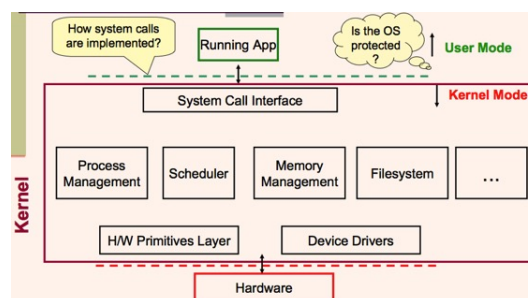 How system calls
are implemented?
Running App
Is the OS
protected
?
User Mode
System Call Interface
Kernel Mode
Process
Management
Scheduler
Memory
Management
Filesystem
...
Kernel
H/W Primitives Layer
Device Drivers
Hardware